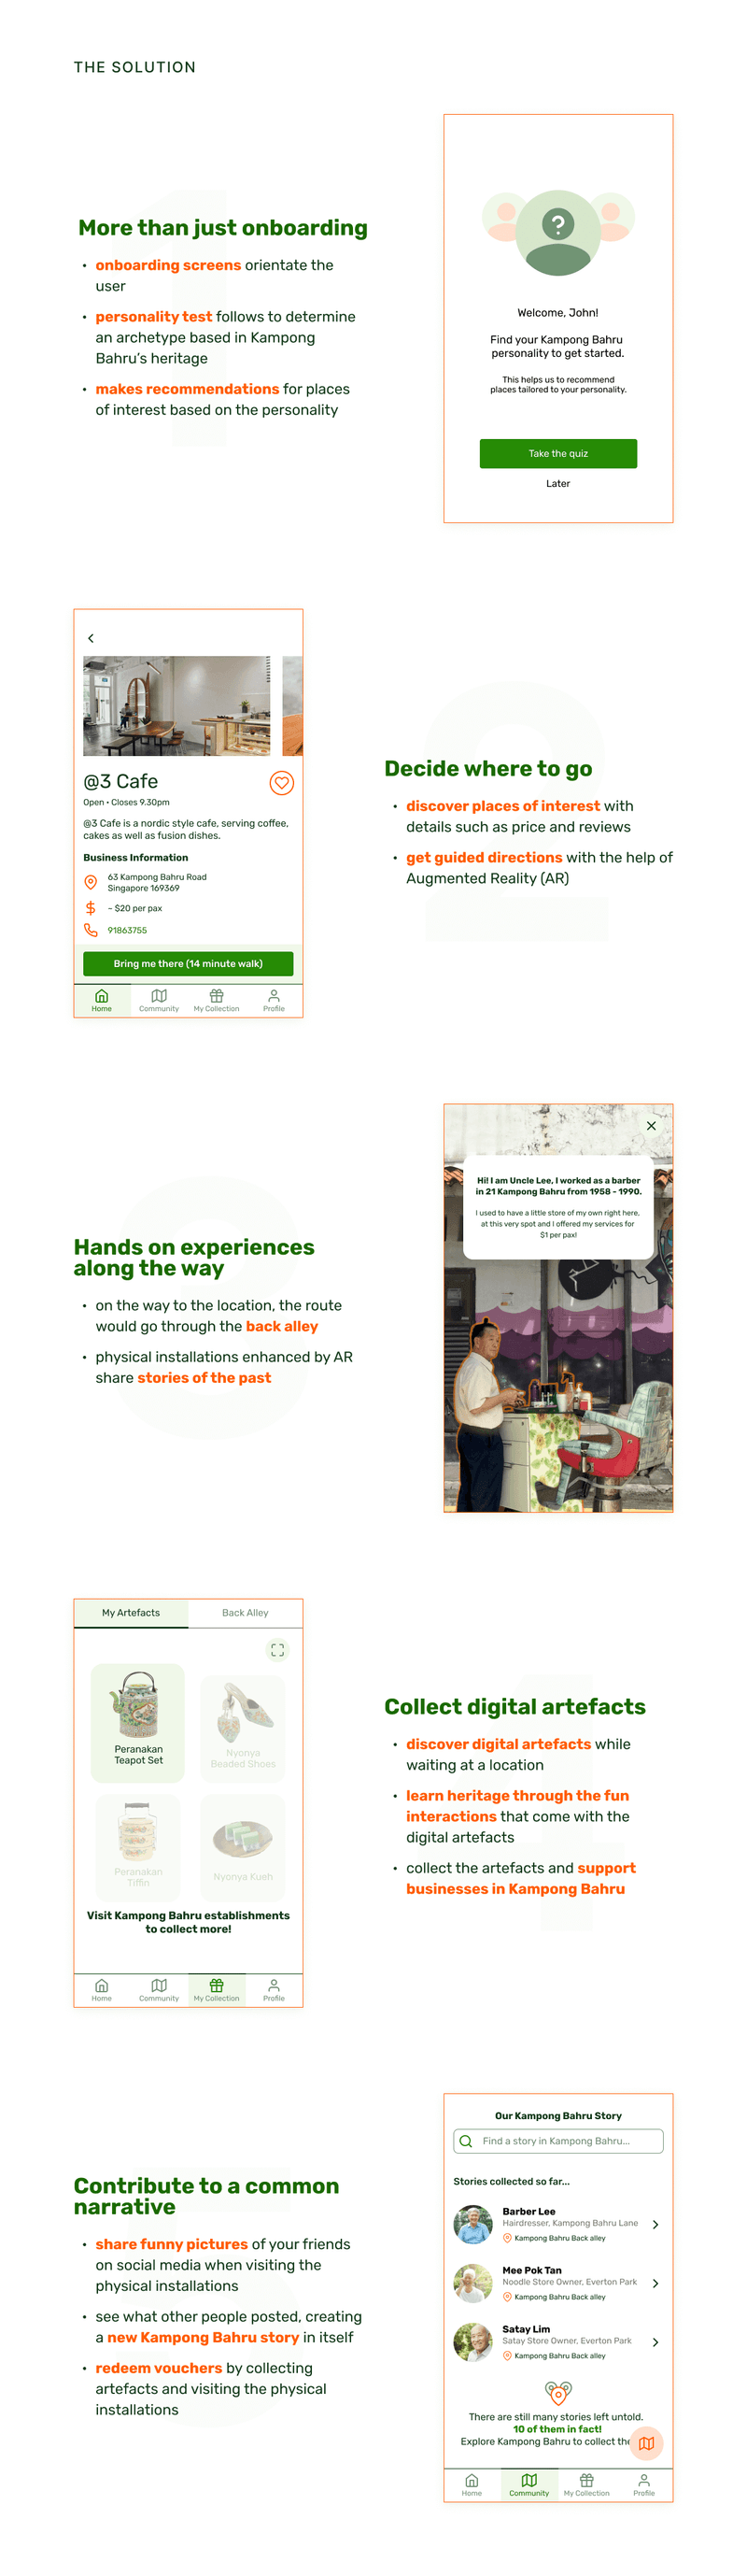 THE SOLUTION
1
More than just onboarding
• onboarding screens orientate the
user
• personality test follows to determine
an archetype based in Kampong
Bahru's heritage
• makes recommendations for places
of interest based on the personality
?
Welcome, John!
Find your Kampong Bahru
personality to get started.
This helps us to recommend
places tailored to your personality.
Take the quiz
Later
@3 Cafe
Open • Closes 9.30pm
@3 Cafe is a nordic style cafe, serving coffee,
cakes as well as fusion dishes.
Business Information
63 Kampong Bahru Road
Singapore 169369
~ $20 per pax
91863755
Bring me there (14 minute walk)
Home
Community
My Collection
Profile
2
Decide where to go
• discover places of interest with
details such as price and reviews
• get guided directions with the help of
Augmented Reality (AR)
3
Hands on experiences
along the way
• on the way to the location, the route
would go through the back alley
• physical installations enhanced by AR
share stories of the past
Hi! I am Uncle Lee, I worked as a barber
in 21 Kampong Bahru from 1958 - 1990.
I used to have a little store of my own right here,
at this very spot and I offered my services for
$1 per pax!
My Artefacts
Back Alley
Peranakan
Teapot Set
Nyonya
Beaded Shoes
Peranakan
Tiffin
Nyonya Kueh
Visit Kampong Bahru establishments
to collect more!
Home
Community
My Collection
Profile
4
Collect digital artefacts
• discover digital artefacts while
waiting at a location
• learn heritage through the fun
interactions that come with the
digital artefacts
• collect the artefacts and support
businesses in Kampong Bahru
5
Contribute to a common
narrative
• share funny pictures of your friends
on social media when visiting the
physical installations
• see what other people posted, creating
a new Kampong Bahru story in itself
• redeem vouchers by collecting
artefacts and visiting the physical
installations
Our Kampong Bahru Story
Find a story in Kampong Bahru...
Stories collected so far...
Barber Lee
Hairdresser, Kampong Bahru Lane
Kampong Bahru Back alley
Mee Pok Tan
Noodle Store Owner, Everton Park
Kampong Bahru Back alley
Satay Lim
Satay Store Owner, Everton Park
Kampong Bahru Back alley
There are still many stories left untold.
10 of them in fact!
Explore Kampong Bahru to collect the
Home
Community
My Collection
Profile